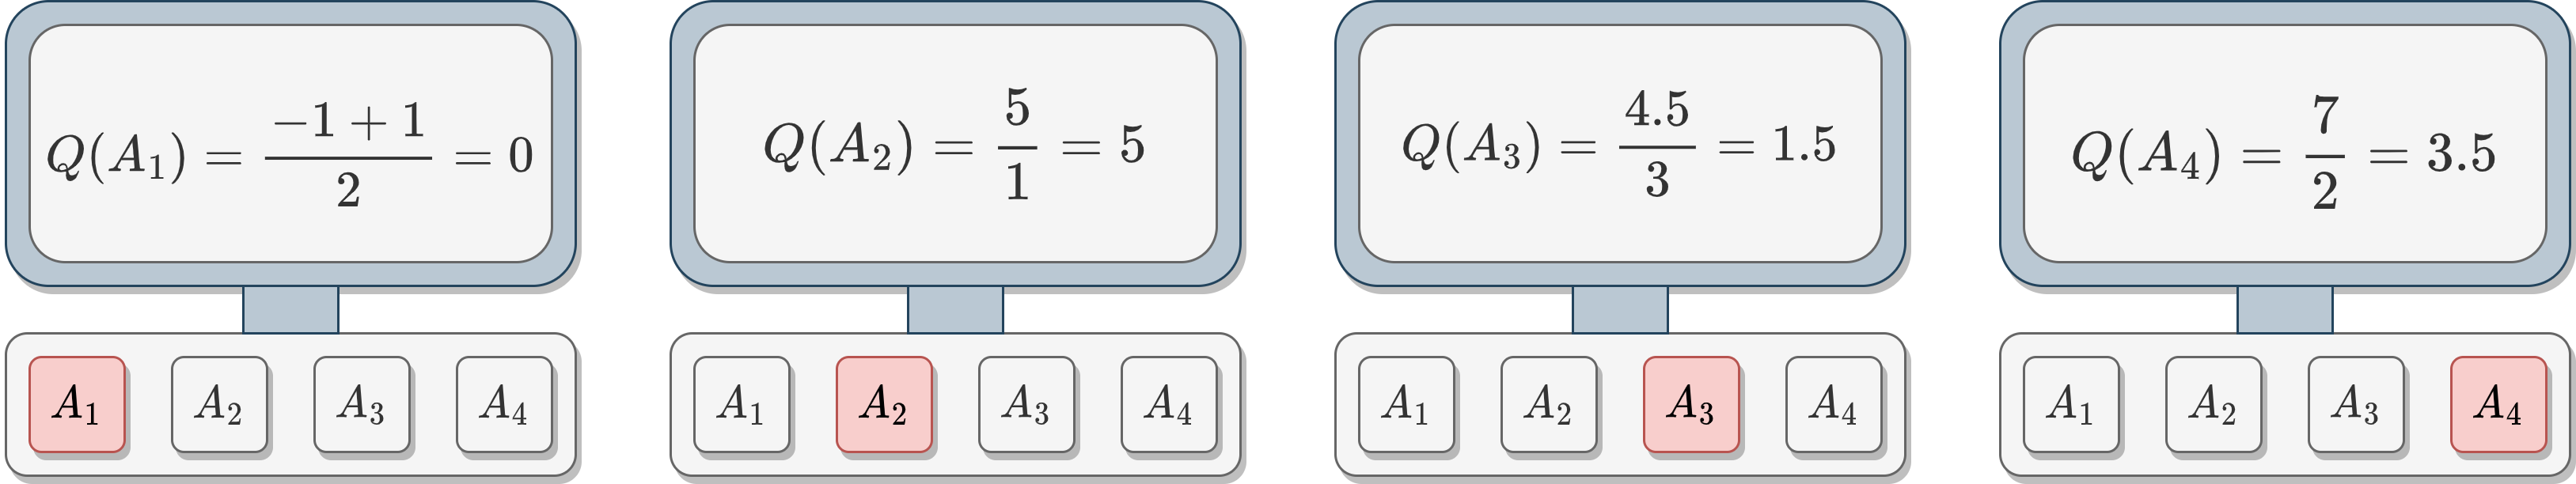 Q(A₁) = (−1 + 1)/2 = 0
Q(A₂) = 5/1 = 5
Q(A₃) = 4.5/3 = 1.5
Q(A₄) = 7/2 = 3.5
A₁ A₂ A₃ A₄
A₁ A₂ A₃ A₄
A₁ A₂ A₃ A₄
A₁ A₂ A₃ A₄